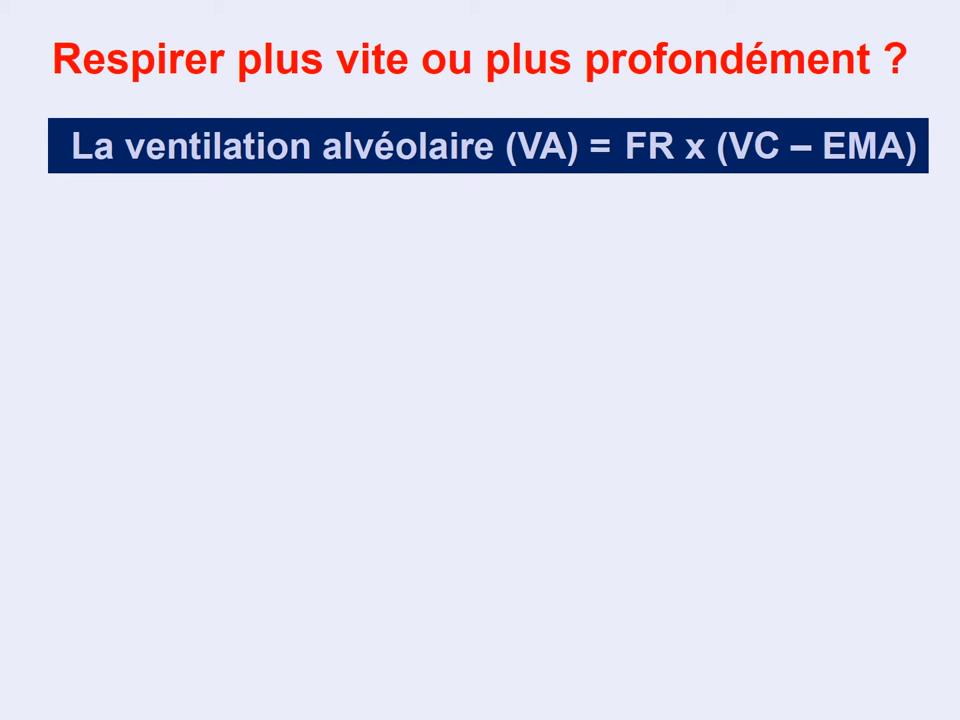 Respirer plus vite ou plus profondément ?
La ventilation alvéolaire (VA) = FR x (VC – EMA)